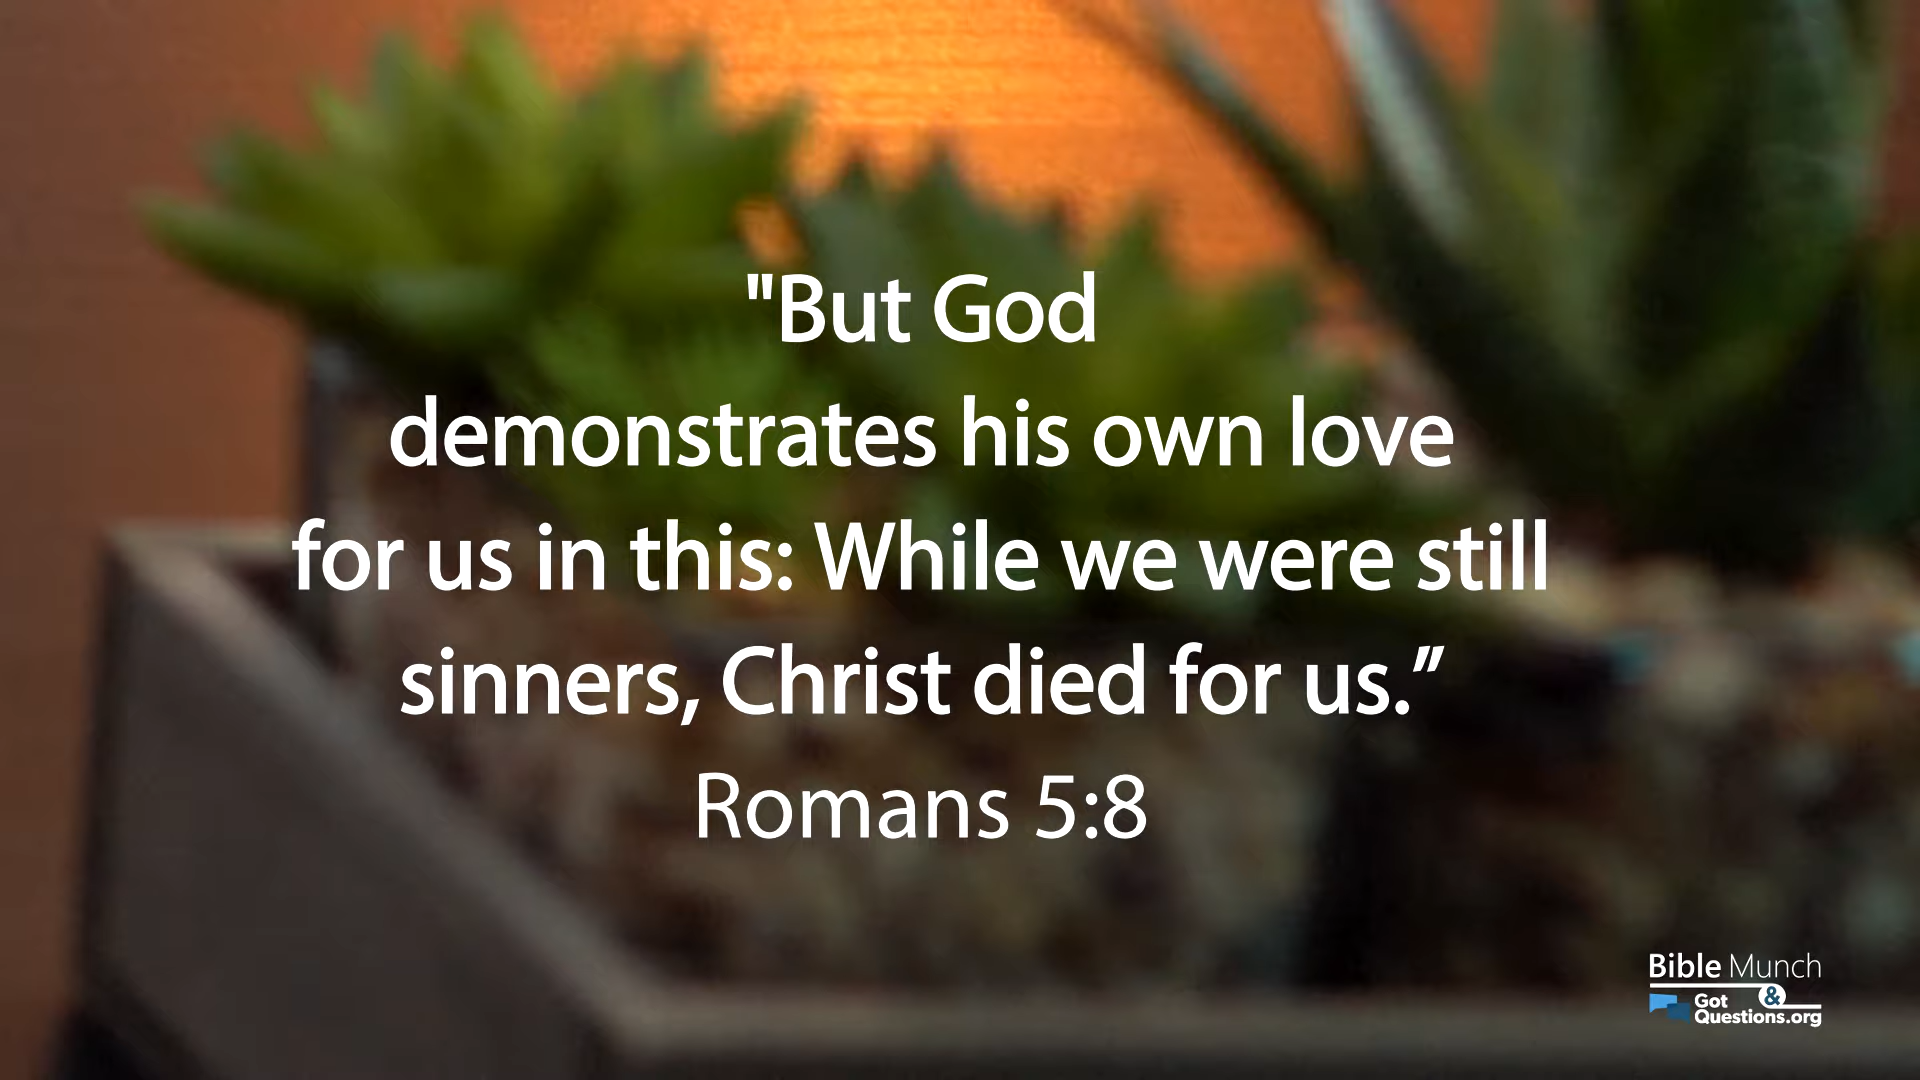 "But God
demonstrates his own love
for us in this: While we were still
sinners, Christ died for us.”
Romans 5:8
Bible Munch
&
Got
Questions.org